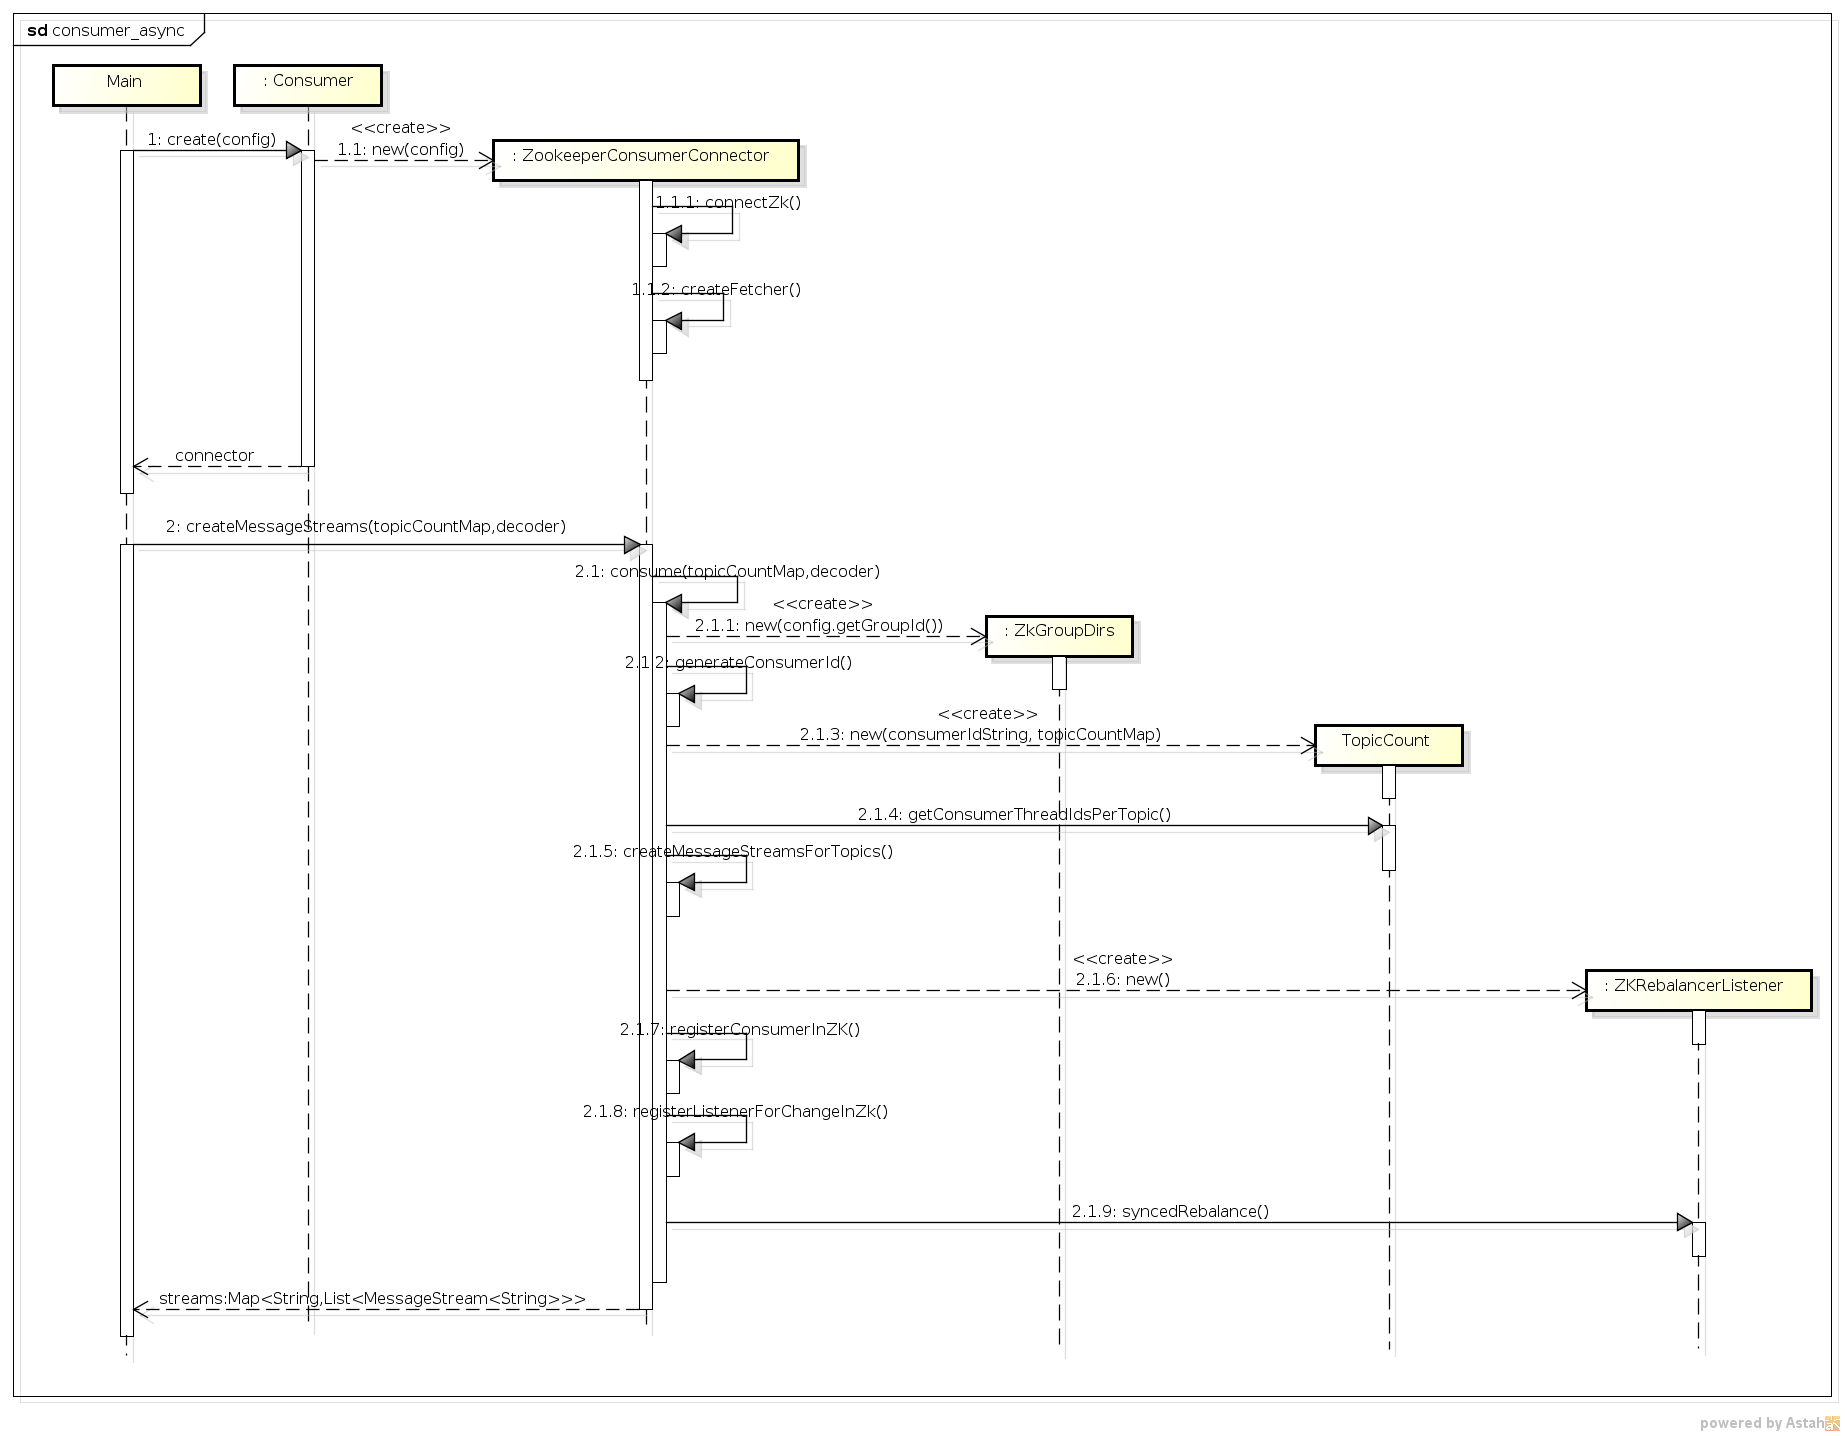 sd consumer_async
Main
: Consumer
1: create(config)
<<create>>
1.1: new(config)
: ZookeeperConsumerConnector
1.1.1: connectZk()
1.1.2: createFetcher()
connector
2: createMessageStreams(topicCountMap,decoder)
2.1: consume(topicCountMap,decoder)
<<create>>
2.1.1: new(config.getGroupId())
: ZkGroupDirs
2.1.2: generateConsumerId()
<<create>>
2.1.3: new(consumerIdString, topicCountMap)
TopicCount
2.1.4: getConsumerThreadIdsPerTopic()
2.1.5: createMessageStreamsForTopics()
<<create>>
2.1.6: new()
: ZKRebalancerListener
2.1.7: registerConsumerInZK()
2.1.8: registerListenerForChangeInZk()
2.1.9: syncedRebalance()
streams:Map<String,List<MessageStream<String>>>
powered by Astah